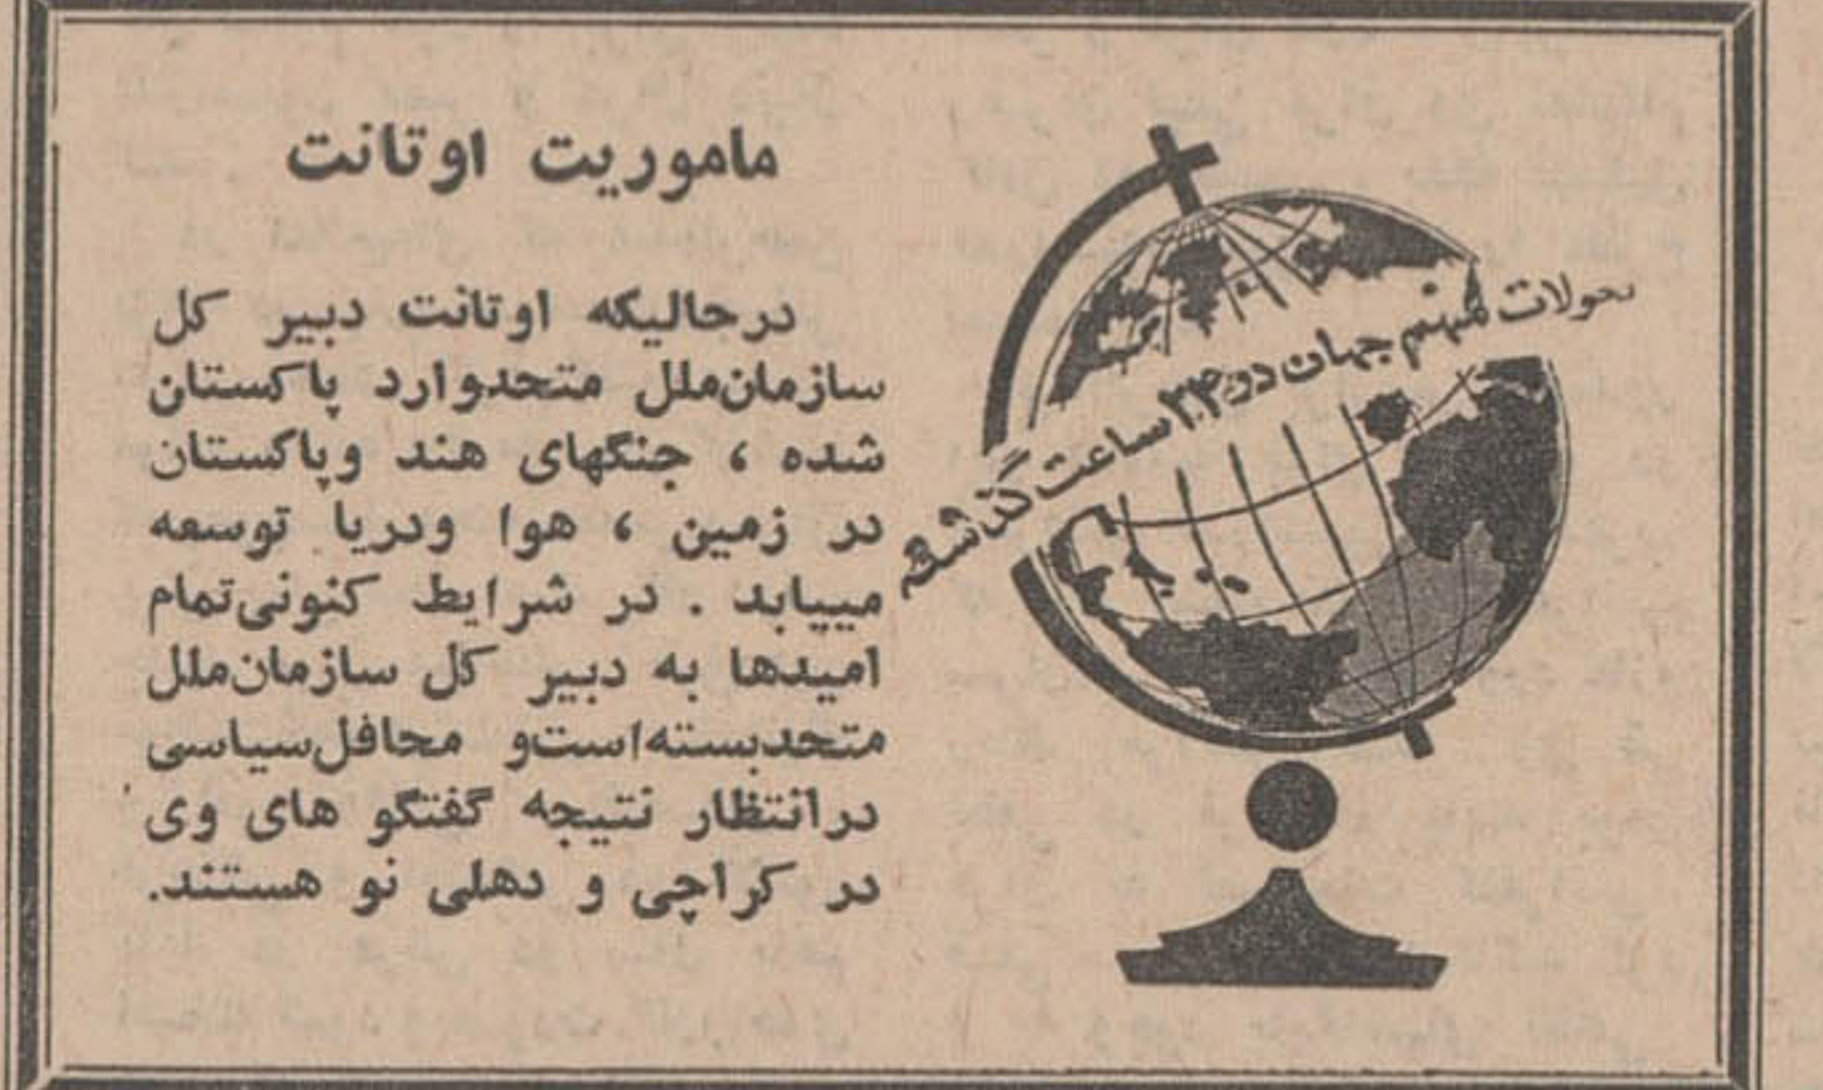 تحولات مهم جهان در ۲۴ ساعت گذشته
ماموریت اوتانت
درحالیکه اوتانت دبیر کل
سازمان‌ملل متحدوارد پاکستان
شده ، جنگهای هند وپاکستان
در زمین ، هوا ودریا توسعه
مییابد . در شرایط کنونی‌تمام
امیدها به دبیر کل سازمان‌ملل
متحدبسته‌است‌و محافل‌سیاسی
درانتظار نتیجه گفتگو های وی
در کراچی و دهلی نو هستند.